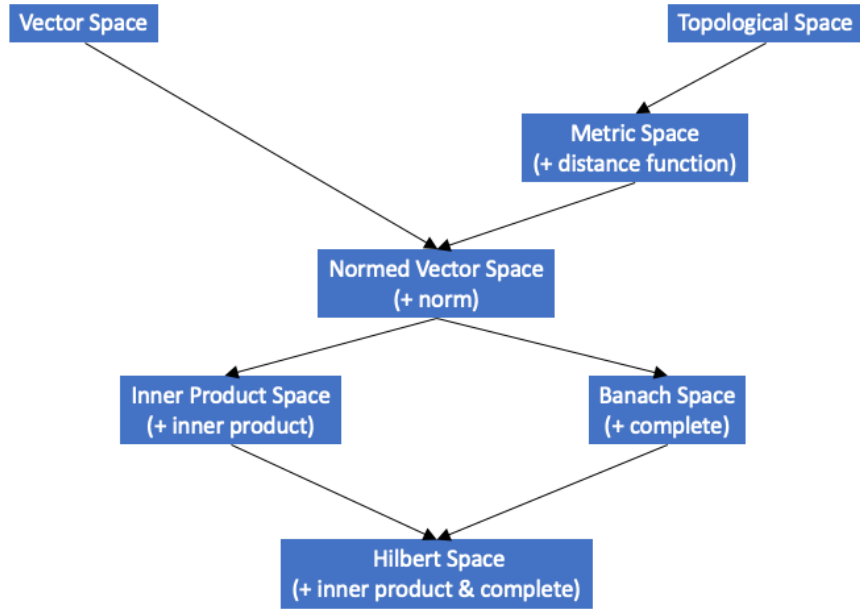 Vector Space
Topological Space
Metric Space
(+ distance function)
Normed Vector Space
(+ norm)
Inner Product Space
(+ inner product)
Banach Space
(+ complete)
Hilbert Space
(+ inner product & complete)